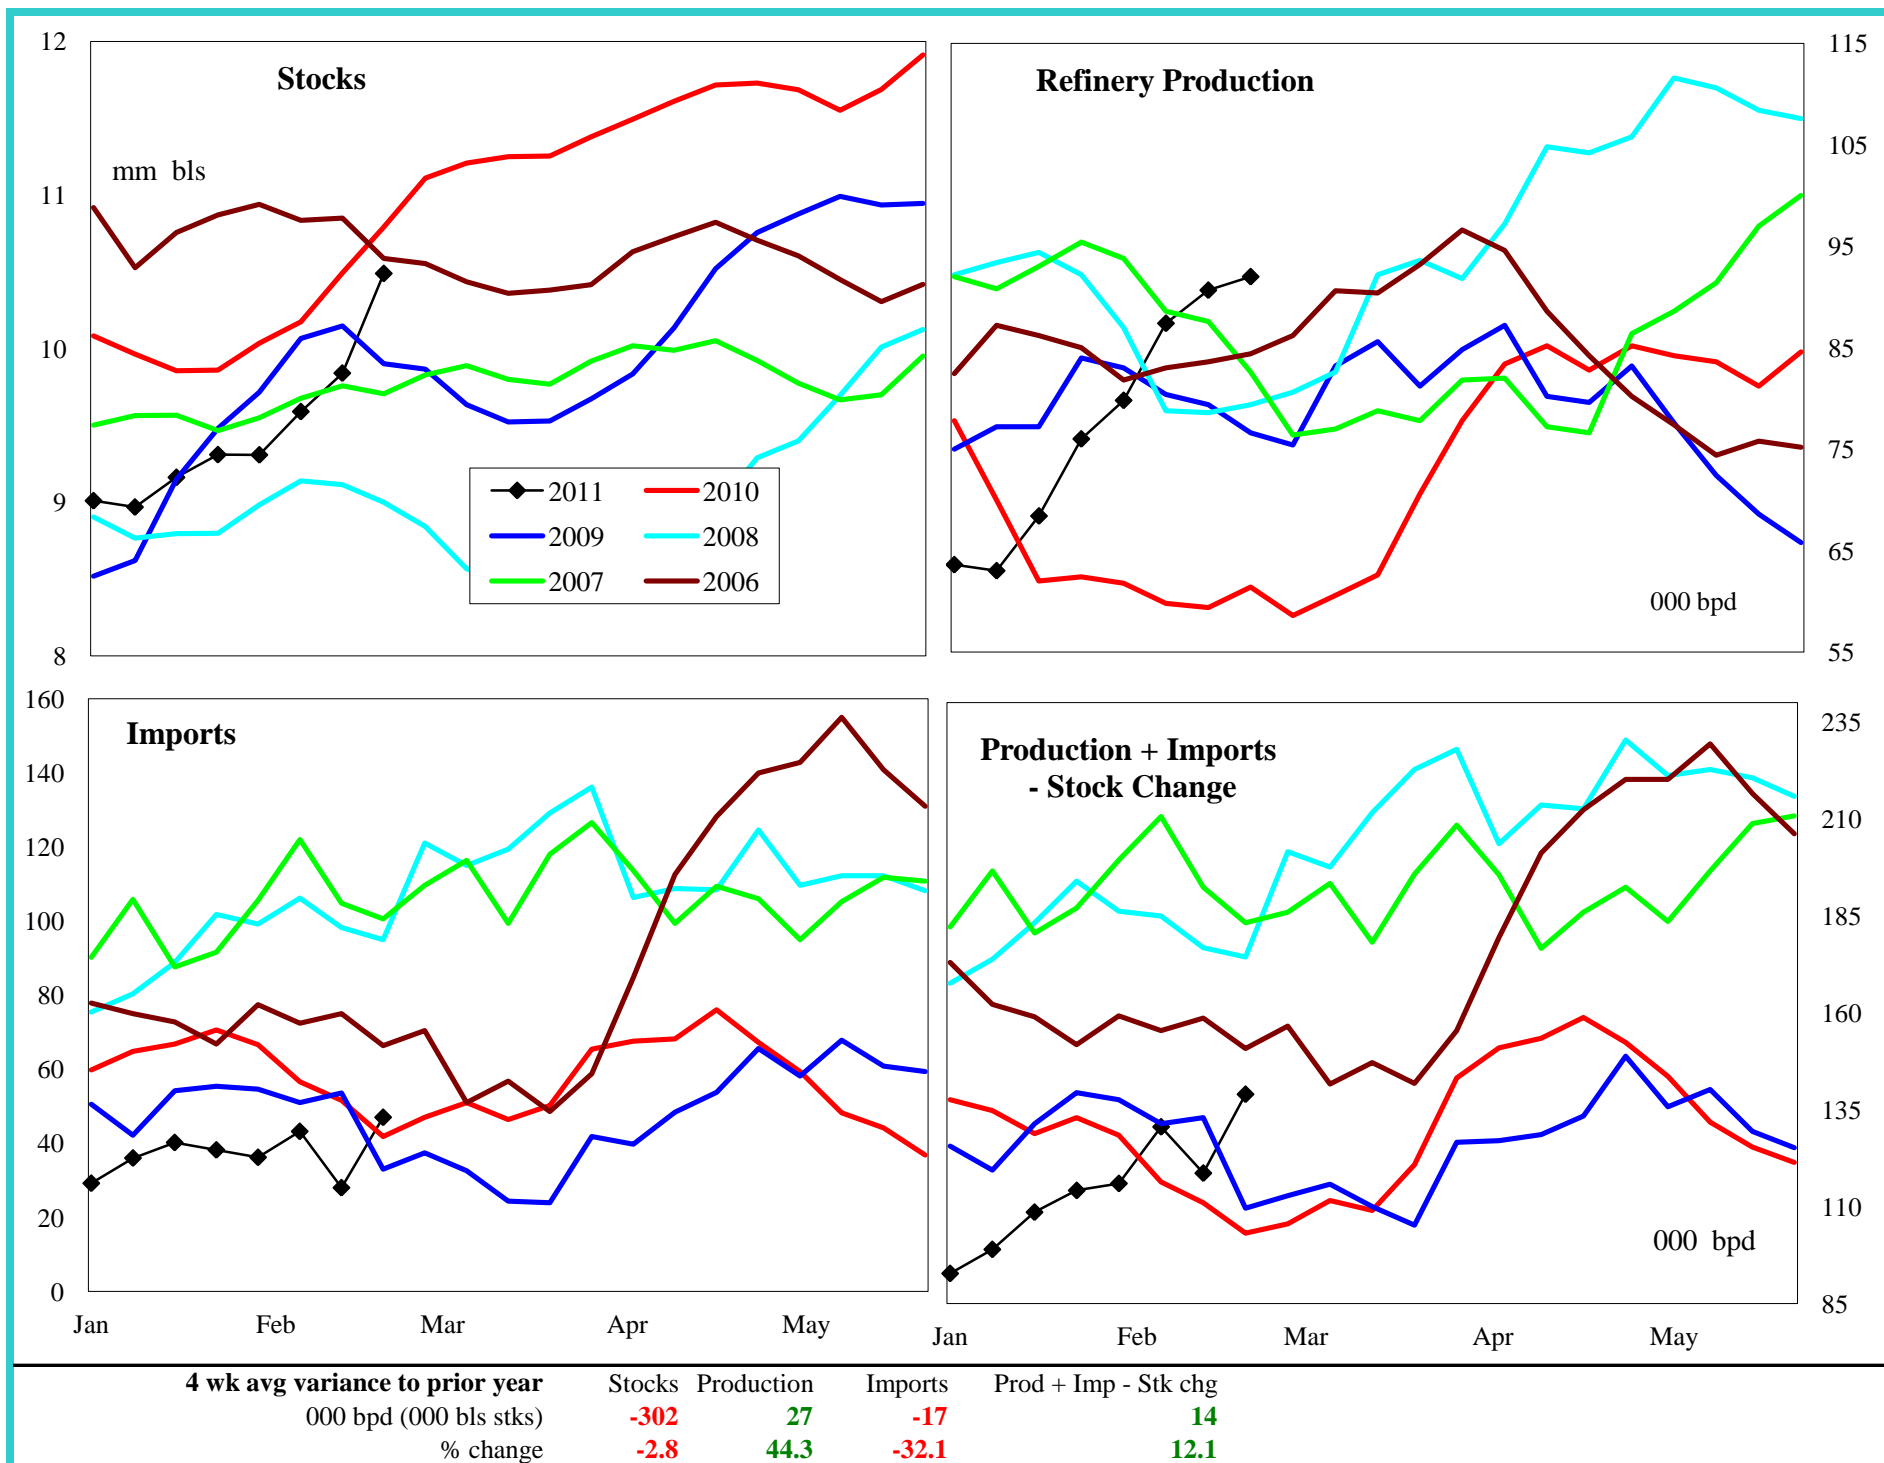 Stocks
mm bls
12
11
10
9
8
2011
2010
2009
2008
2007
2006
Refinery Production
000 bpd
115
105
95
85
75
65
55
Imports
160
140
120
100
80
60
40
20
0
Jan Feb Mar Apr May
Production + Imports
- Stock Change
000 bpd
235
210
185
160
135
110
85
Jan Feb Mar Apr May
4 wk avg variance to prior year Stocks Production Imports Prod + Imp - Stk chg
000 bpd (000 bls stks) -302 27 -17 14
% change -2.8 44.3 -32.1 12.1